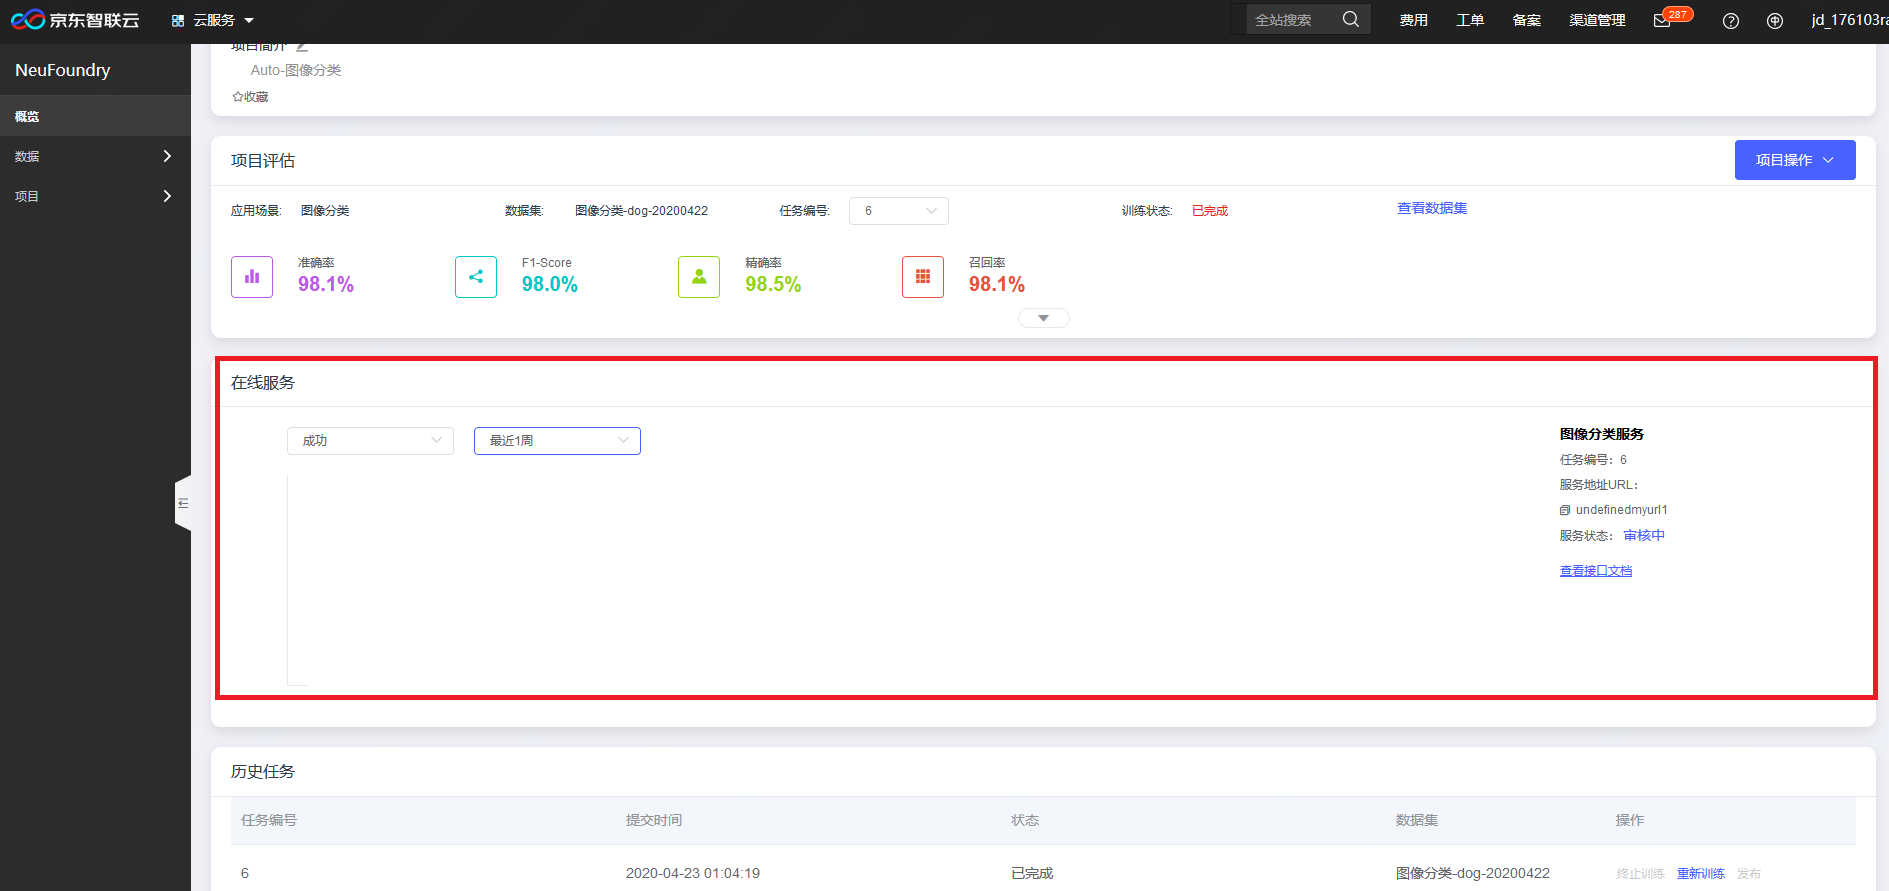 京东智联云
云服务
全站搜索
费用
工单
备案
渠道管理
287
jd_176103ra
NeuFoundry
概览
数据
项目
项目简介
Auto-图像分类
收藏
项目评估
项目操作
应用场景: 图像分类
数据集: 图像分类-dog-20200422
任务编号: 6
训练状态: 已完成
查看数据集
准确率
98.1%
F1-Score
98.0%
精确率
98.5%
召回率
98.1%
在线服务
成功
最近1周
图像分类服务
任务编号：6
服务地址URL：
undefinedmyurl1
服务状态： 审核中
查看接口文档
历史任务
任务编号 提交时间 状态 数据集 操作
6 2020-04-23 01:04:19 已完成 图像分类-dog-20200422 终止训练 重新训练 发布